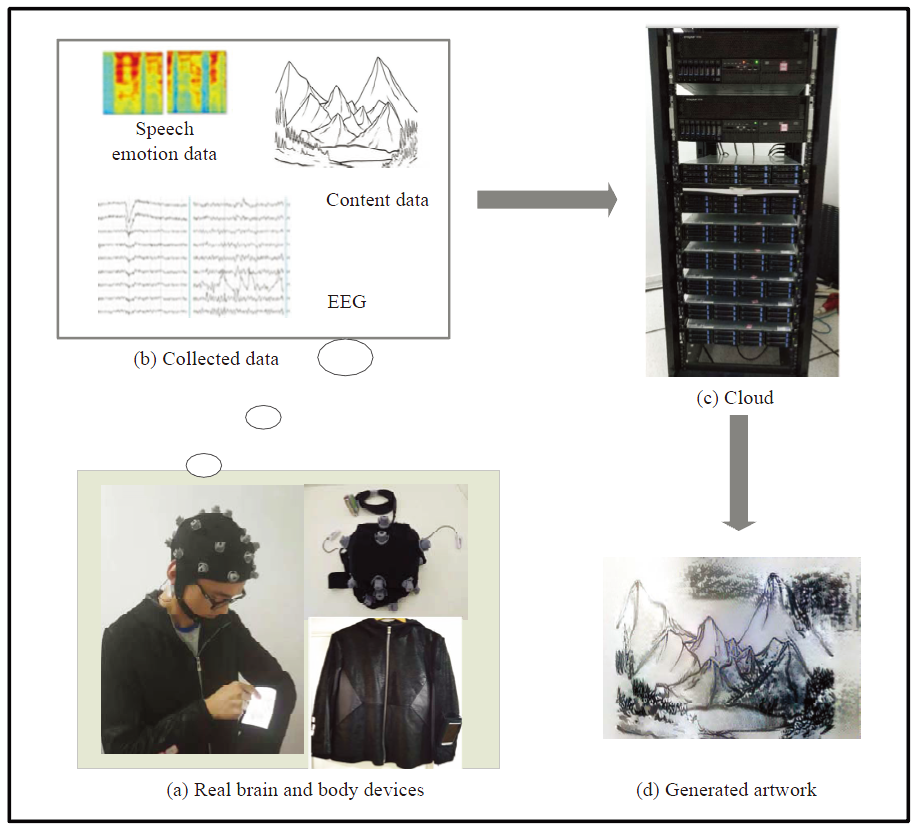 Speech
emotion data
Content data
EEG
(b) Collected data
(c) Cloud
(a) Real brain and body devices
(d) Generated artwork